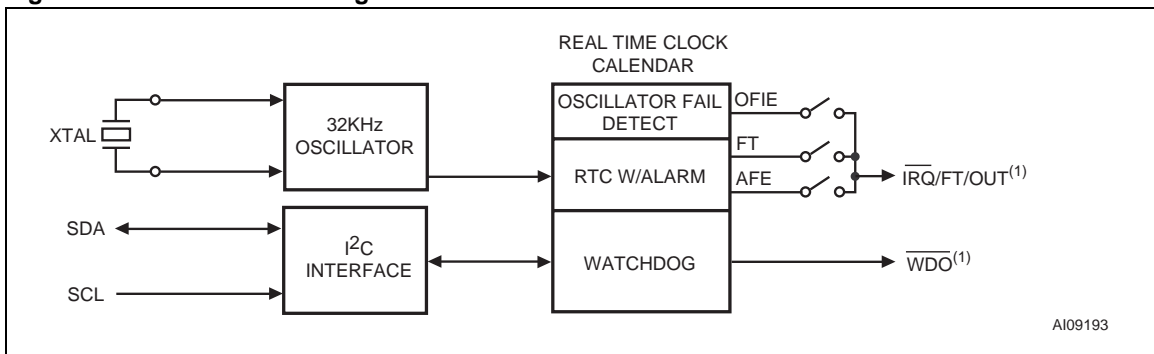 REAL TIME CLOCK
CALENDAR
XTAL
32KHz
OSCILLATOR
OSCILLATOR FAIL
DETECT
OFIE
FT
RTC W/ALARM
AFE
IRQ/FT/OUT(1)
SDA
SCL
I2C
INTERFACE
WATCHDOG
WDO(1)
AI09193